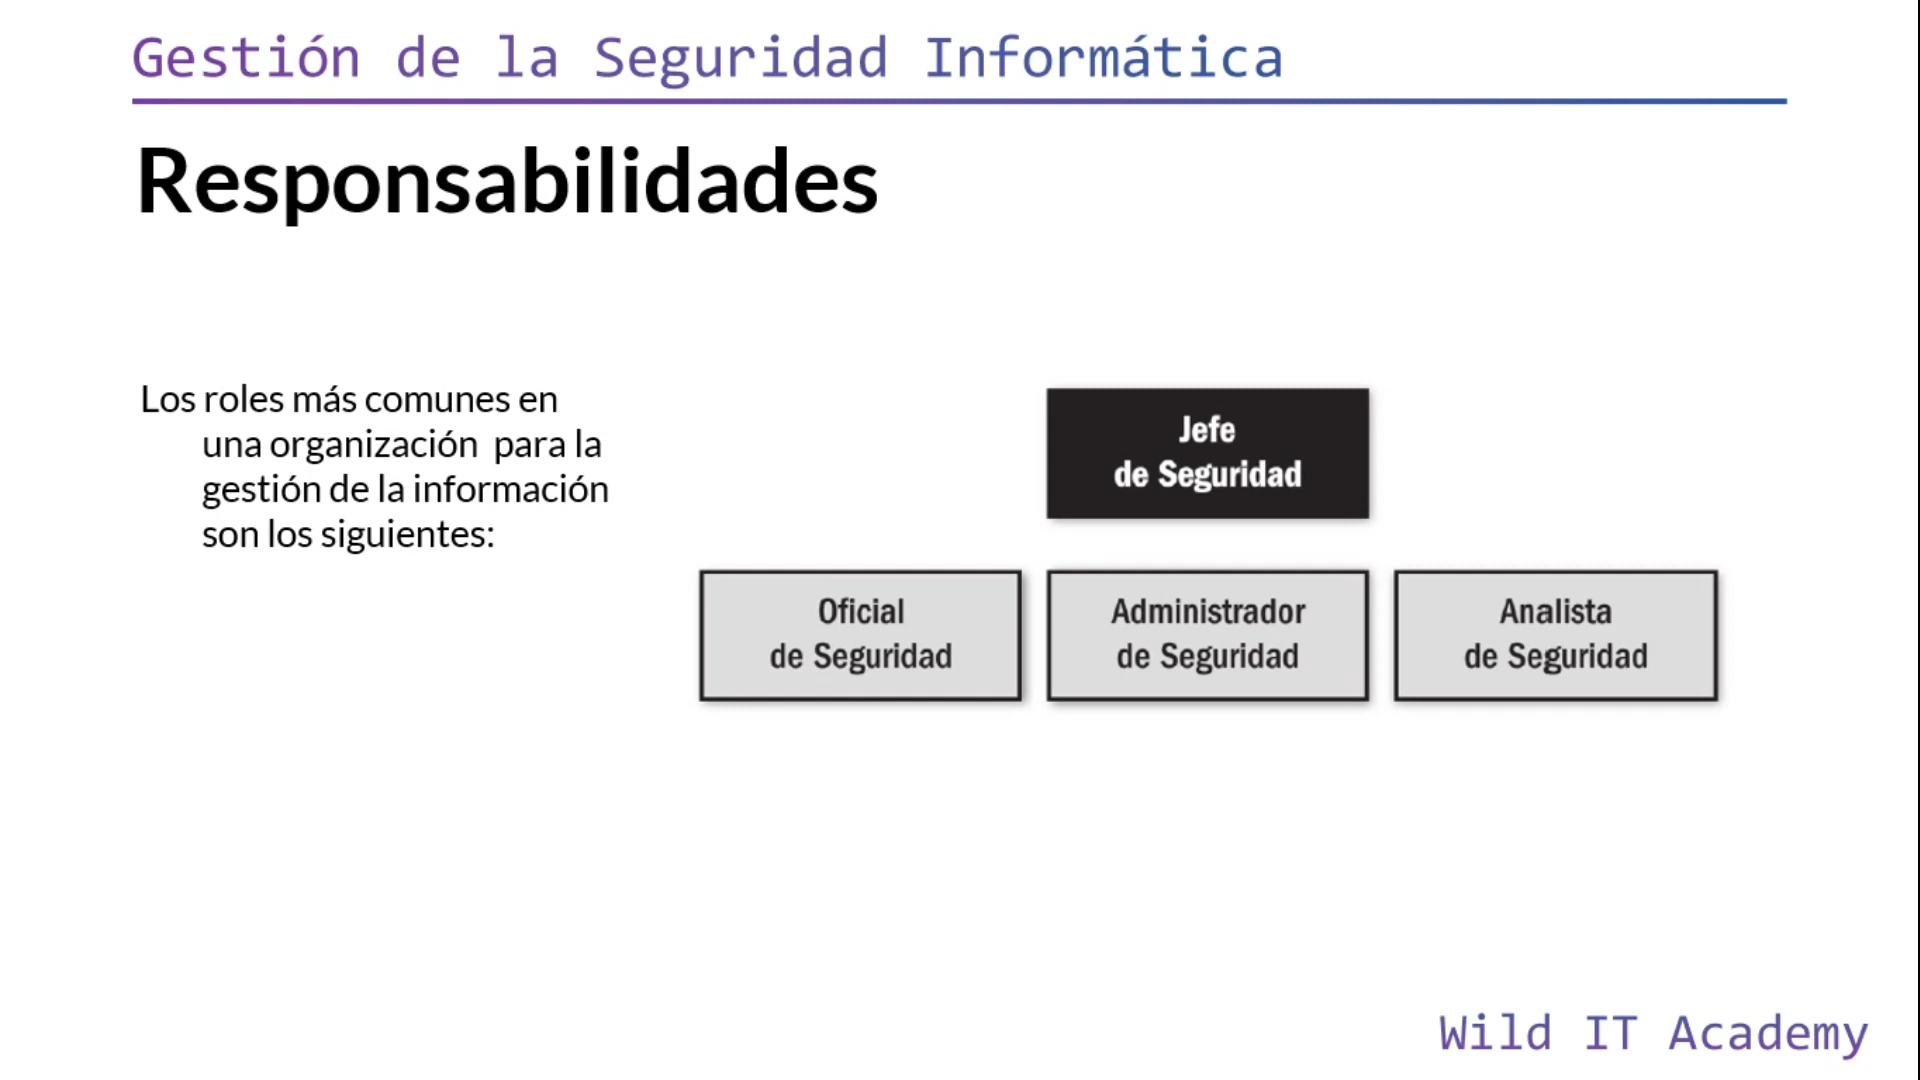 Gestión de la Seguridad Informática
Responsabilidades
Los roles más comunes en
una organización para la
gestión de la información
son los siguientes:
Jefe
de Seguridad
Oficial
de Seguridad
Administrador
de Seguridad
Analista
de Seguridad
Wild IT Academy